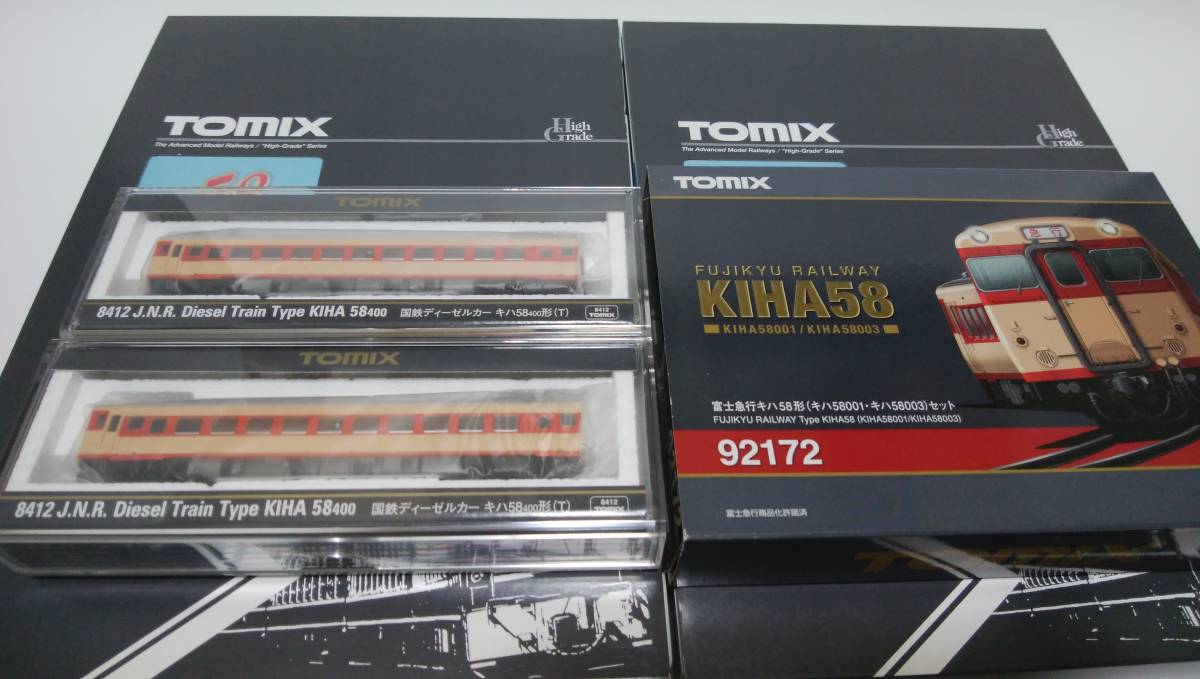 TOMIX
High Grade
The Advanced Model Railways / "High-Grade" Series
58
TOMIX
High Grade
The Advanced Model Railways / "High-Grade" Series
TOMIX
8412 J.N.R. Diesel Train Type KIHA 58400 国鉄ディーゼルカー キハ58400形(T)
8412
TOMIX
TOMIX
8412 J.N.R. Diesel Train Type KIHA 58400 国鉄ディーゼルカー キハ58400形(T)
8412
TOMIX
TOMIX
急行
FUJIKYU RAILWAY
KIHA58
KIHA58001 / KIHA58003
富士急行キハ58形(キハ58001・キハ58003)セット
FUJIKYU RAILWAY Type KIHA58 (KIHA58001/KIHA58003)
92172
富士急行商品化許諾済
TOMIX